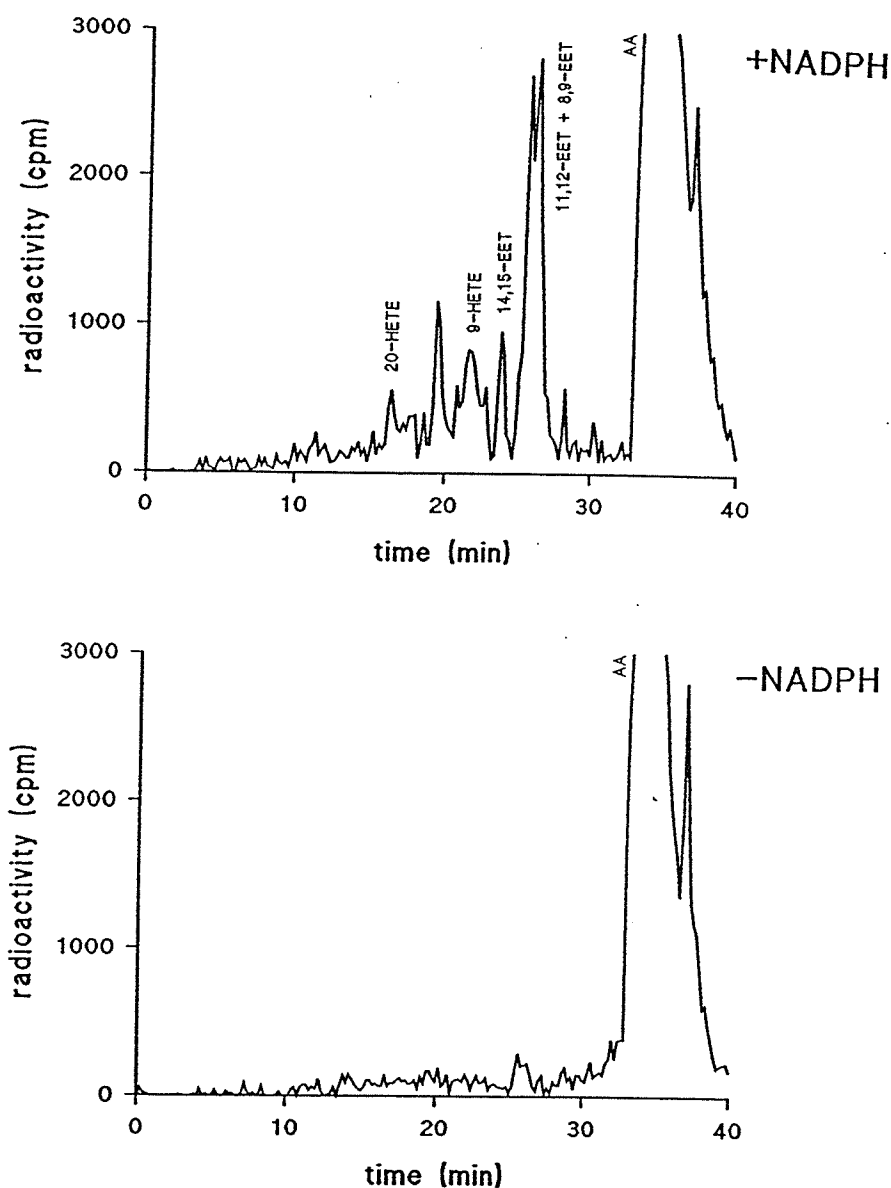 +NADPH
3000
2000
1000
0
radioactivity (cpm)
20-HETE
9-HETE
14,15-EET
11,12-EET + 8,9-EET
AA
0 10 20 30 40
time (min)
-NADPH
3000
2000
1000
0
radioactivity (cpm)
AA
0 10 20 30 40
time (min)